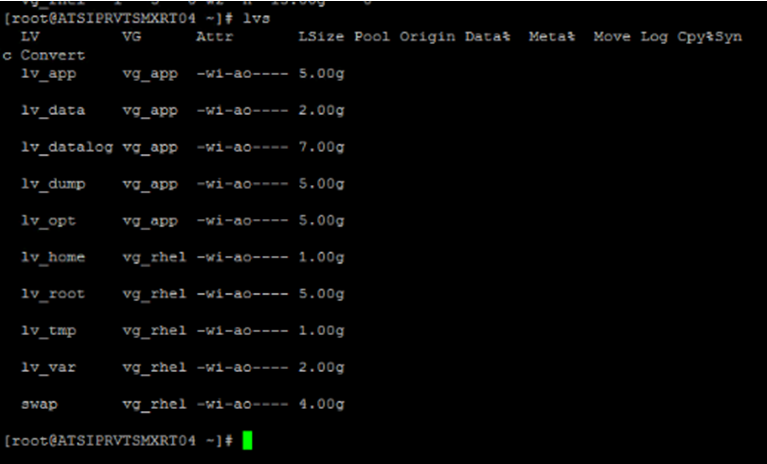 [root@ATSIPRVTSMXRT04 ~]# lvs
  LV         VG      Attr       LSize Pool Origin Data%  Meta%  Move Log Cpy%Syn
c Convert
  lv_app     vg_app  -wi-ao---- 5.00g
  lv_data    vg_app  -wi-ao---- 2.00g
  lv_datalog vg_app  -wi-ao---- 7.00g
  lv_dump    vg_app  -wi-ao---- 5.00g
  lv_opt     vg_app  -wi-ao---- 5.00g
  lv_home    vg_rhel -wi-ao---- 1.00g
  lv_root    vg_rhel -wi-ao---- 5.00g
  lv_tmp     vg_rhel -wi-ao---- 1.00g
  lv_var     vg_rhel -wi-ao---- 2.00g
  swap       vg_rhel -wi-ao---- 4.00g
[root@ATSIPRVTSMXRT04 ~]#